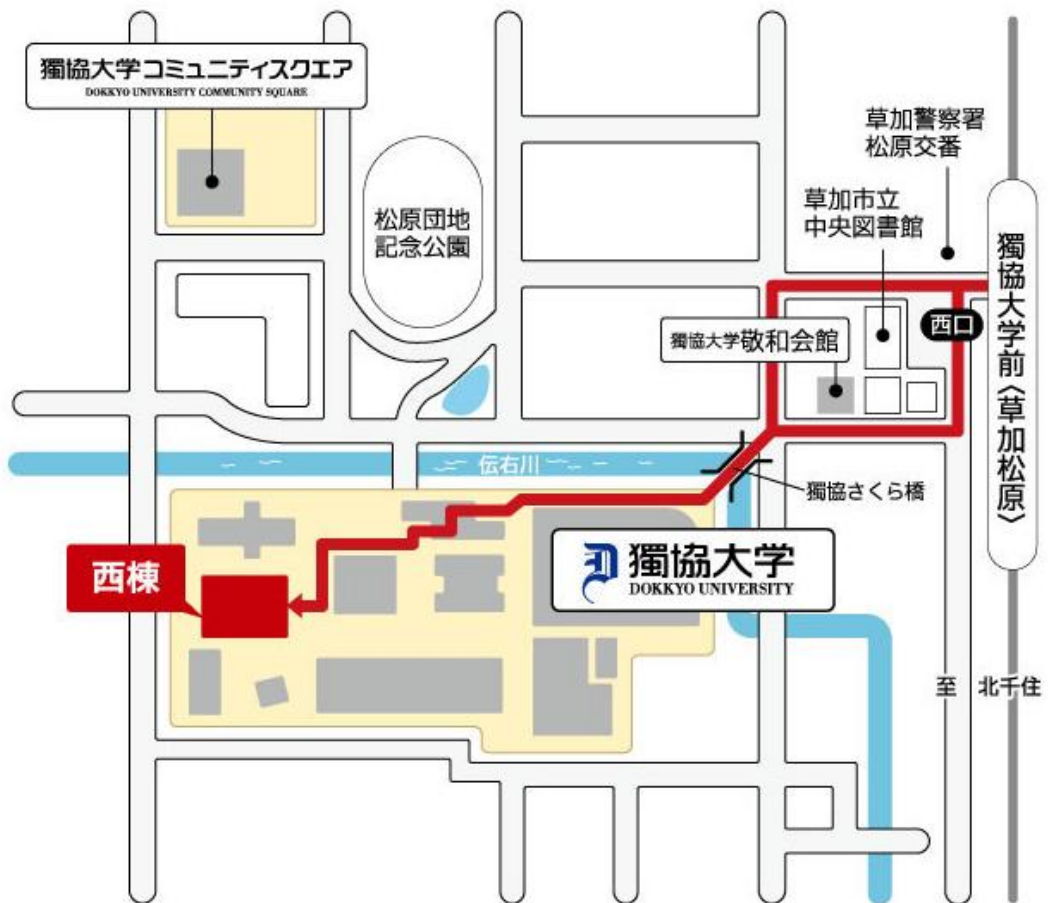 獨協大学コミュニティスクエア
DOKKYO UNIVERSITY COMMUNITY SQUARE
草加警察署
松原交番
草加市立
中央図書館
松原団地
記念公園
獨協大学前〈草加松原〉
西口
獨協大学敬和会館
伝右川
獨協さくら橋
獨協大学
DOKKYO UNIVERSITY
西棟
至 北千住